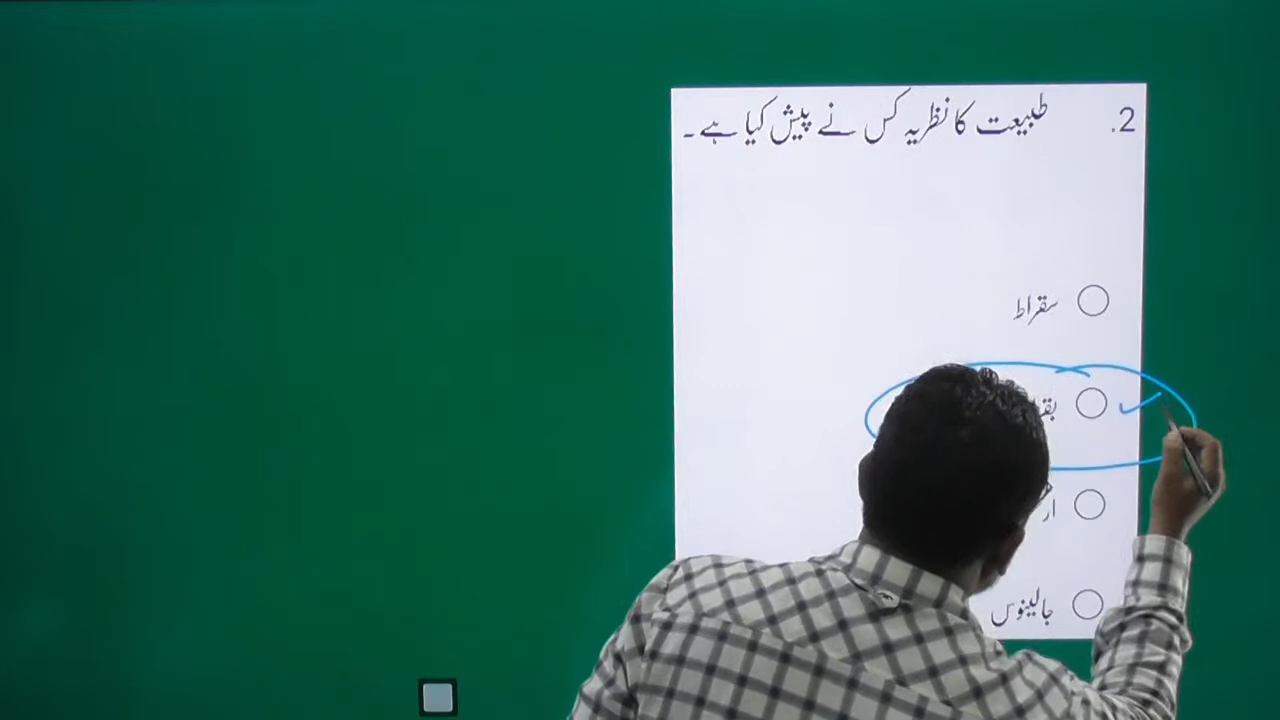 2. طبیعت کا نظریہ کس نے پیش کیا ہے۔
سقراط
جالینوس